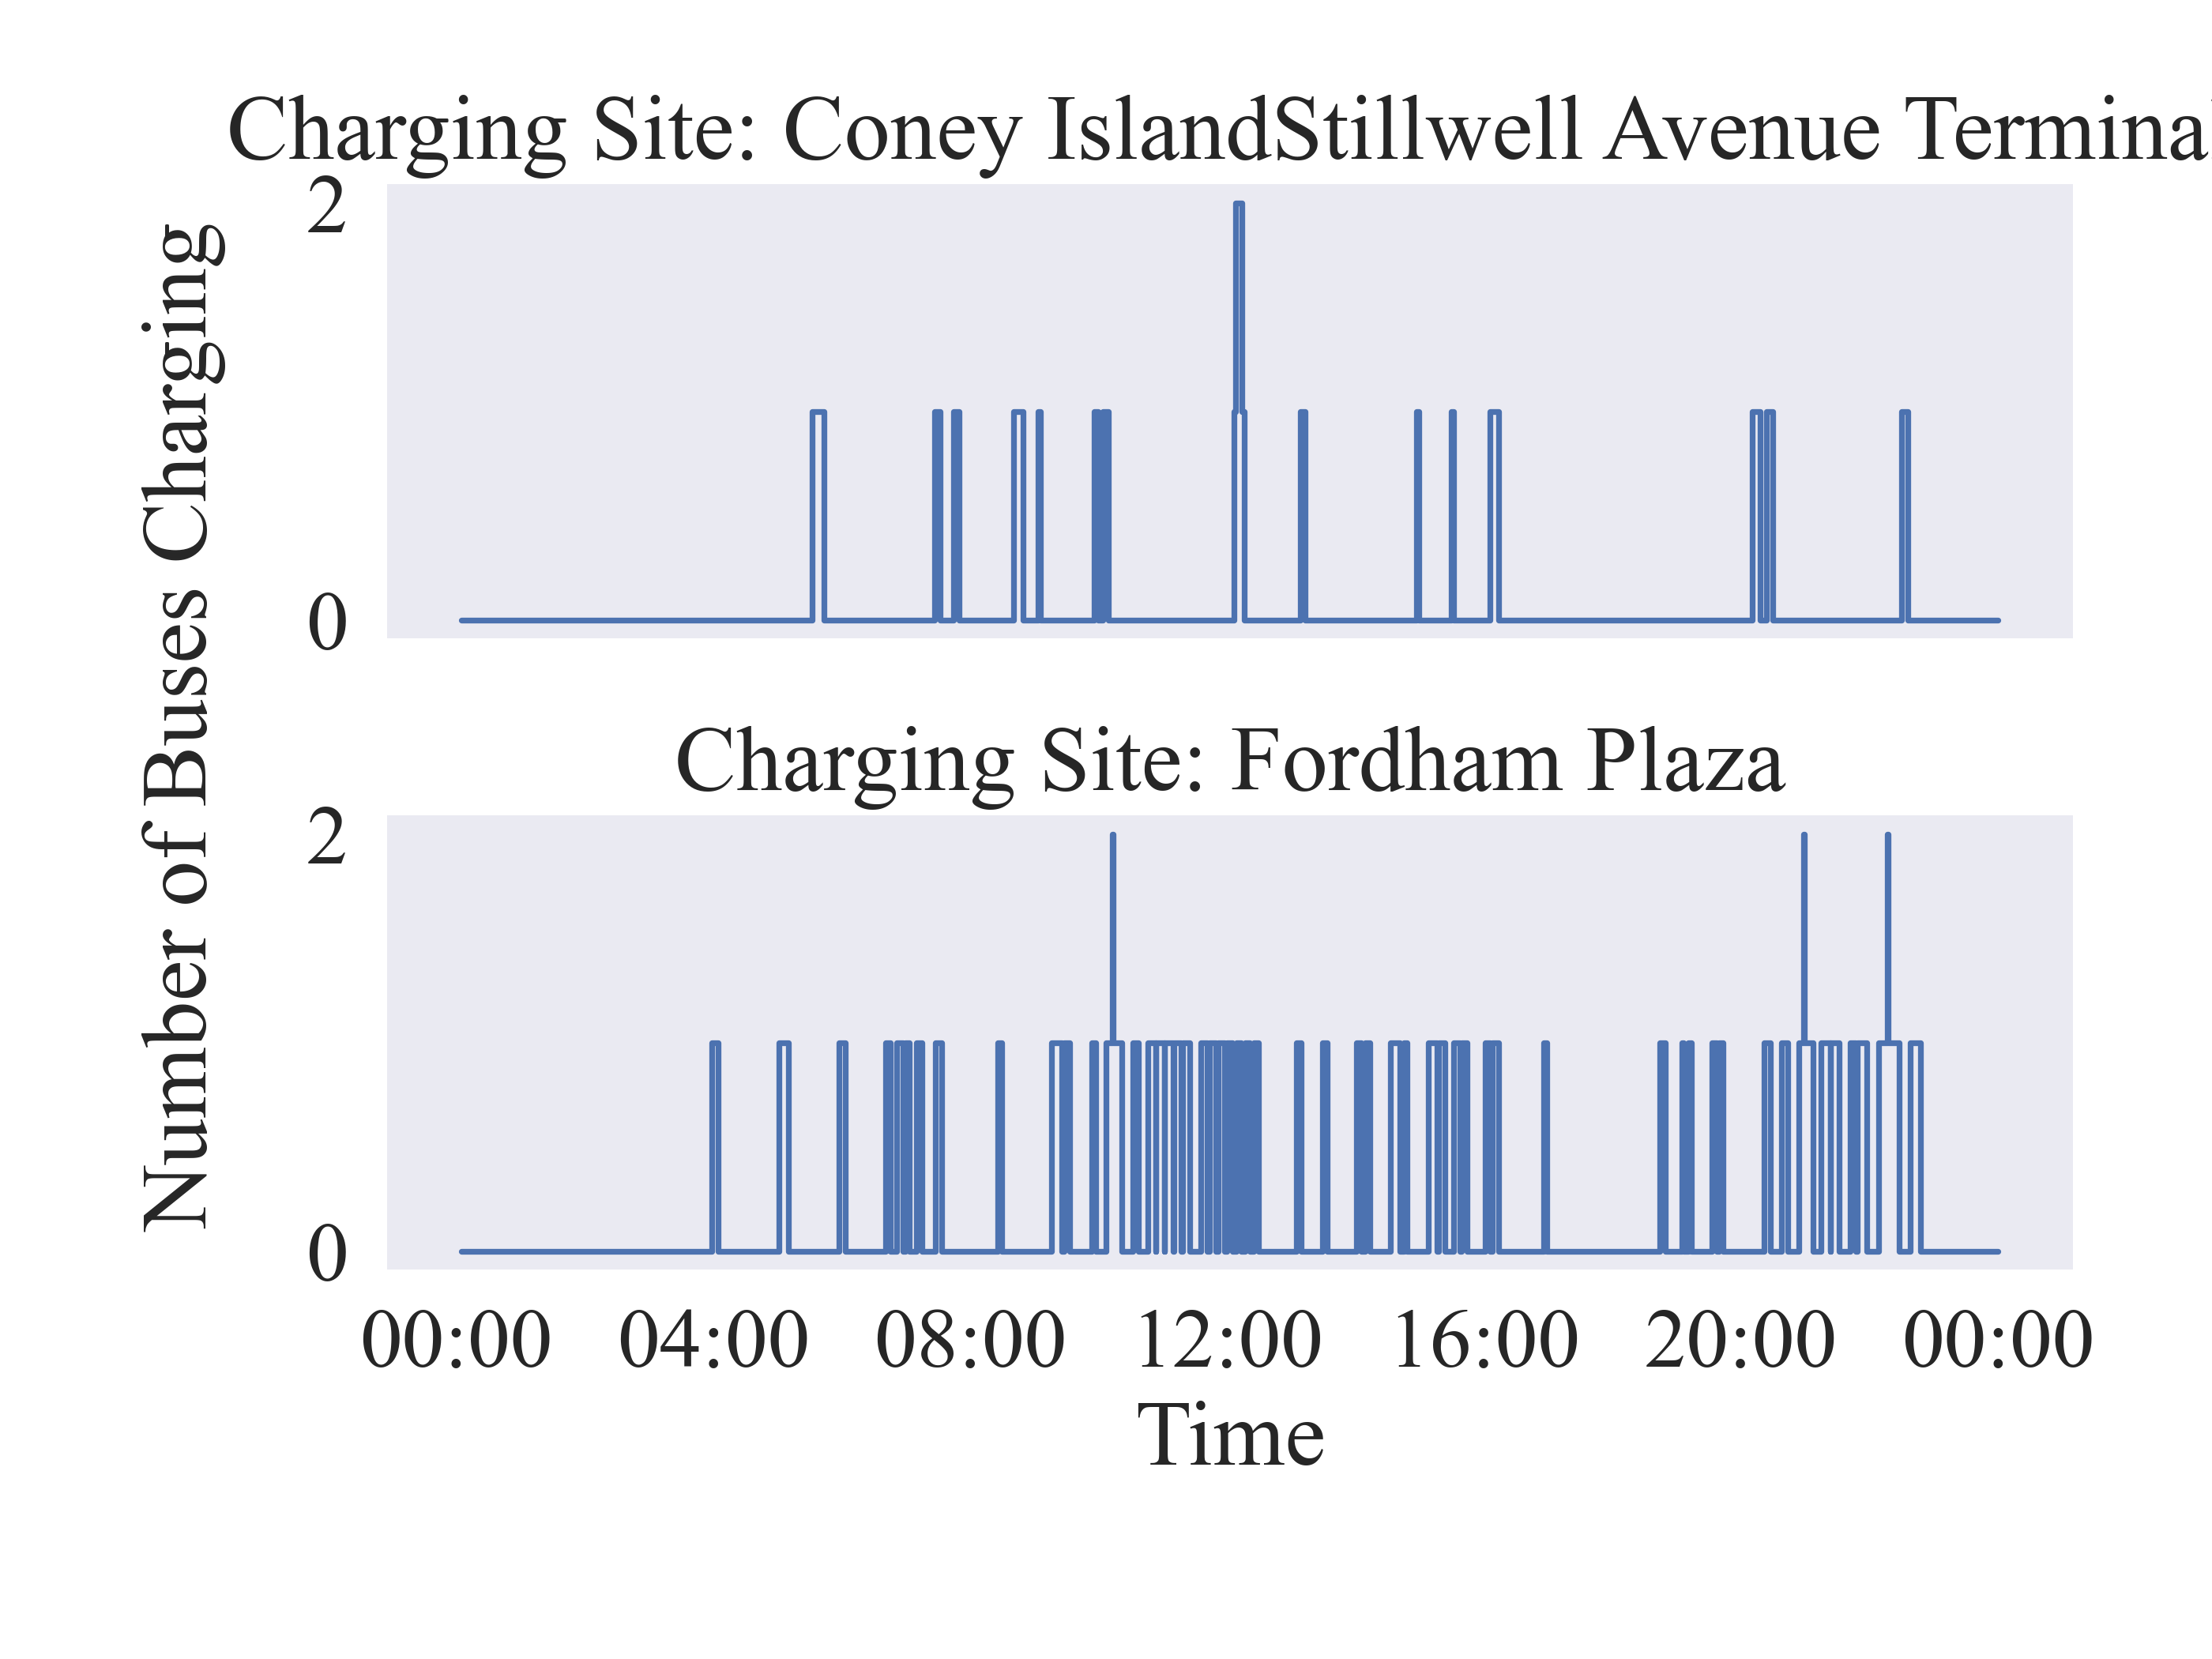 Charging Site: Coney IslandStillwell Avenue Termina
2
0
Number of Buses Charging
Charging Site: Fordham Plaza
2
0
00:00 04:00 08:00 12:00 16:00 20:00 00:00
Time